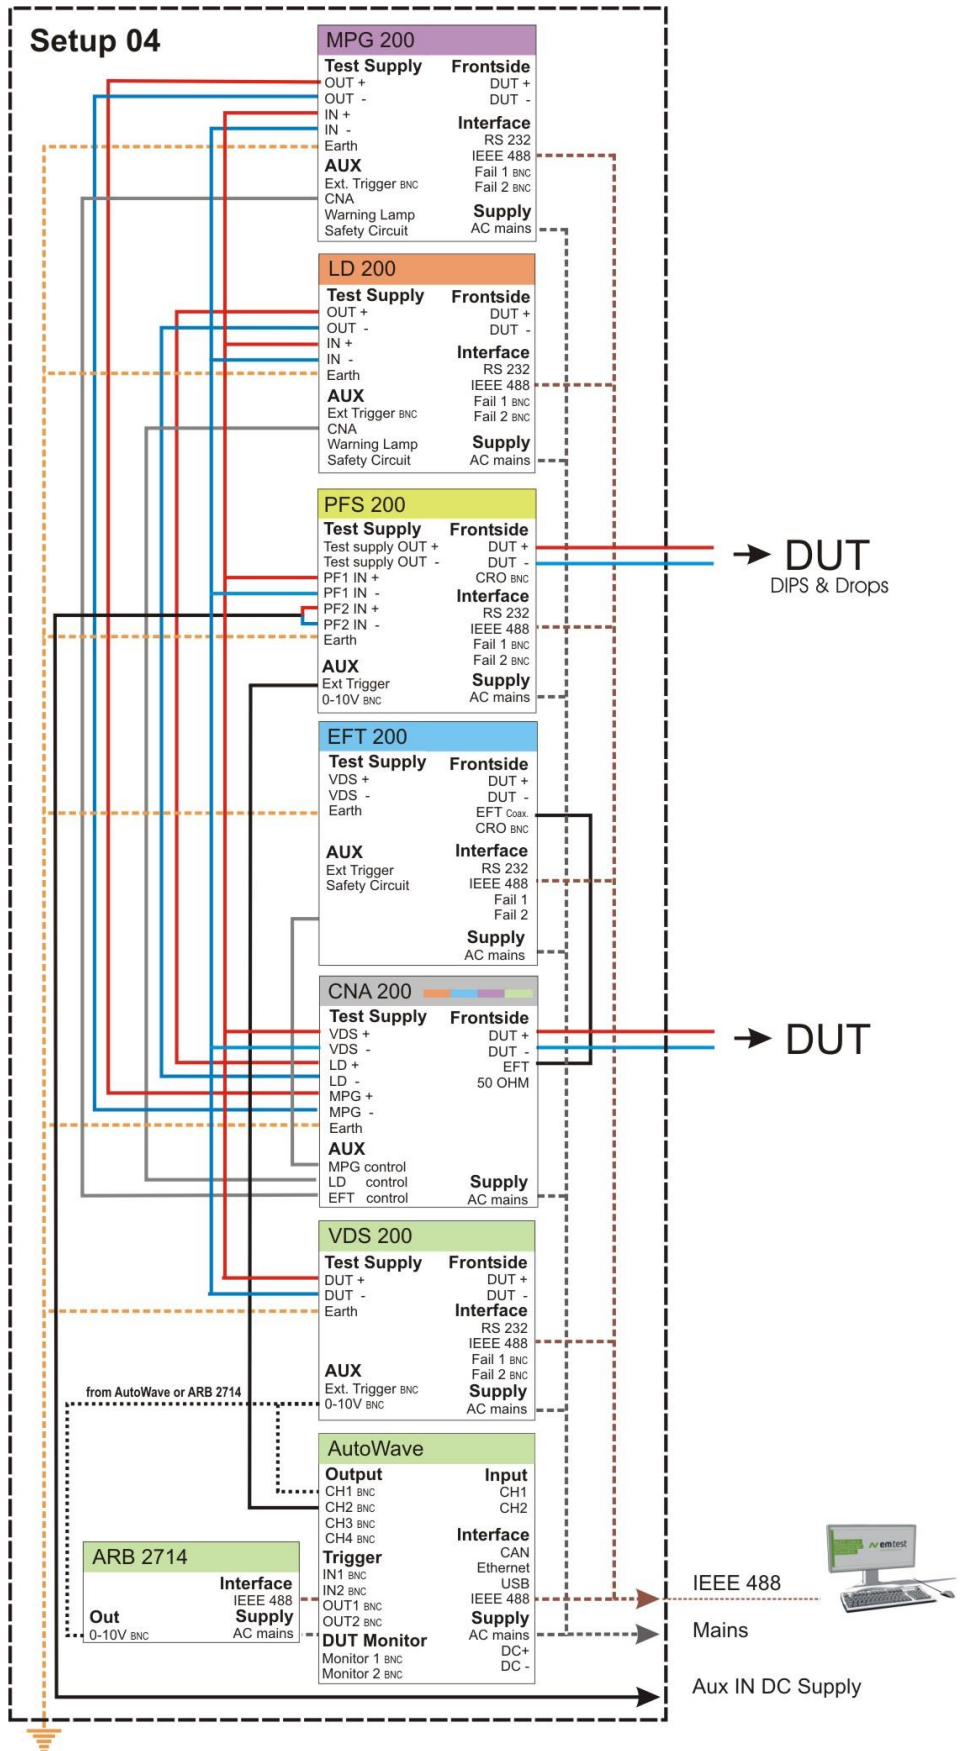 Setup 04
MPG 200
Test Supply
OUT +
OUT -
IN +
IN -
Earth
AUX
Ext. Trigger BNC
CNA
Warning Lamp
Safety Circuit
Frontside
DUT +
DUT -
Interface
RS 232
IEEE 488
Fail 1 BNC
Fail 2 BNC
Supply
AC mains
LD 200
Test Supply
OUT +
OUT -
IN +
IN -
Earth
AUX
Ext Trigger BNC
CNA
Warning Lamp
Safety Circuit
Frontside
DUT +
DUT -
Interface
RS 232
IEEE 488
Fail 1 BNC
Fail 2 BNC
Supply
AC mains
PFS 200
Test Supply
Test supply OUT +
Test supply OUT -
PF1 IN +
PF1 IN -
PF2 IN +
PF2 IN -
Earth
AUX
Ext Trigger
0-10V BNC
Frontside
DUT +
DUT -
CRO BNC
Interface
RS 232
IEEE 488
Fail 1 BNC
Fail 2 BNC
Supply
AC mains
DUT
DIPS & Drops
EFT 200
Test Supply
VDS +
VDS -
Earth
AUX
Ext Trigger
Safety Circuit
Frontside
DUT +
DUT -
EFT Coax.
CRO BNC
Interface
RS 232
IEEE 488
Fail 1
Fail 2
Supply
AC mains
CNA 200
Test Supply
VDS +
VDS -
LD +
LD -
MPG +
MPG -
Earth
AUX
MPG control
LD control
EFT control
Frontside
DUT +
DUT -
EFT
50 OHM
Supply
AC mains
DUT
VDS 200
Test Supply
DUT +
DUT -
Earth
AUX
Ext. Trigger BNC
0-10V BNC
Frontside
DUT +
DUT -
Interface
RS 232
IEEE 488
Fail 1 BNC
Fail 2 BNC
Supply
AC mains
from AutoWave or ARB 2714
AutoWave
Output
CH1 BNC
CH2 BNC
CH3 BNC
CH4 BNC
Trigger
IN1 BNC
IN2 BNC
OUT1 BNC
OUT2 BNC
DUT Monitor
Monitor 1 BNC
Monitor 2 BNC
Input
CH1
CH2
Interface
CAN
Ethernet
USB
IEEE 488
Supply
AC mains
DC+
DC -
ARB 2714
Interface
IEEE 488
Out
0-10V BNC
Supply
AC mains
emtest
IEEE 488
Mains
Aux IN DC Supply